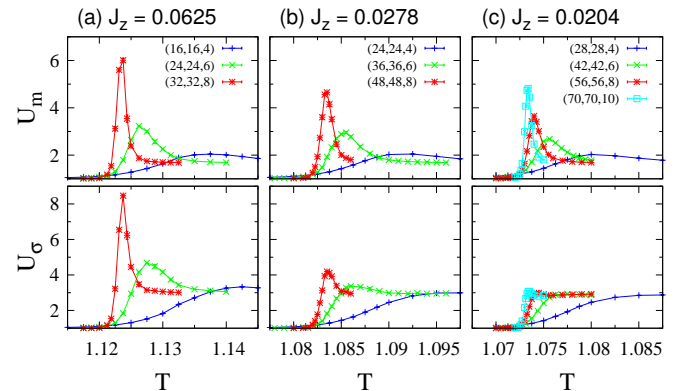 (a) J_z = 0.0625
(b) J_z = 0.0278
(c) J_z = 0.0204
U_m
6
4
2
(16,16,4)
(24,24,6)
(32,32,8)
(24,24,4)
(36,36,6)
(48,48,8)
(28,28,4)
(42,42,6)
(56,56,8)
(70,70,10)
U_σ
8
6
4
2
1.12 1.13 1.14
1.08 1.085 1.09 1.095
1.07 1.075 1.08 1.085
T T T